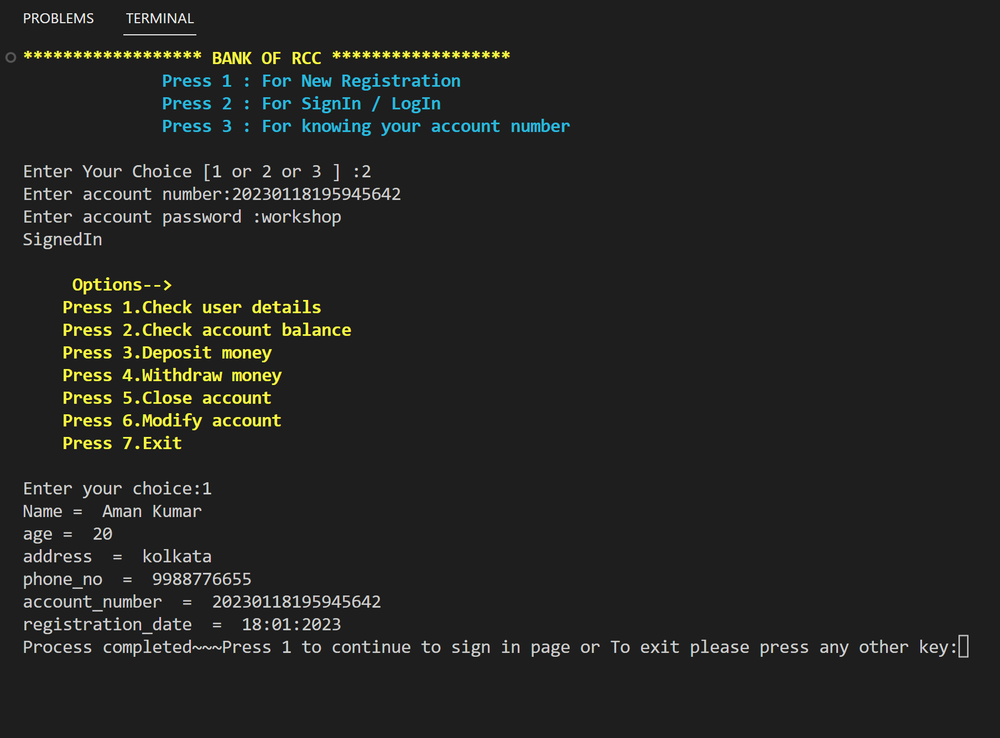 PROBLEMS TERMINAL
****************** BANK OF RCC ******************
Press 1 : For New Registration
Press 2 : For SignIn / LogIn
Press 3 : For knowing your account number
Enter Your Choice [1 or 2 or 3 ] :2
Enter account number:20230118195945642
Enter account password :workshop
SignedIn
Options-->
Press 1.Check user details
Press 2.Check account balance
Press 3.Deposit money
Press 4.Withdraw money
Press 5.Close account
Press 6.Modify account
Press 7.Exit
Enter your choice:1
Name =  Aman Kumar
age =  20
address  =  kolkata
phone_no  =  9988776655
account_number  =  20230118195945642
registration_date  =  18:01:2023
Process completed~~~Press 1 to continue to sign in page or To exit please press any other key: